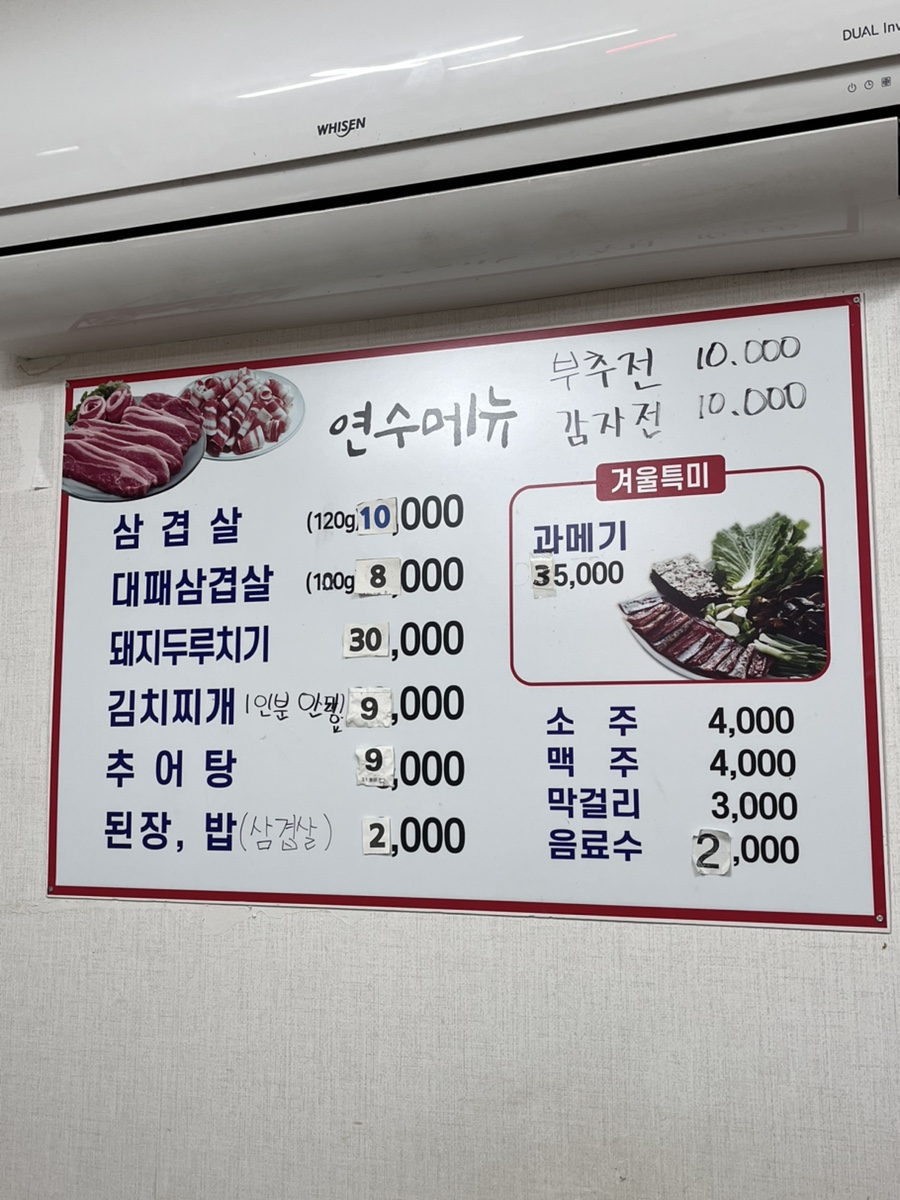 DUAL Inv
WHISEN
부추전 10.000
감자전 10.000
연수메뉴
삼겹살 (120g) 10,000
대패삼겹살 (100g) 8,000
돼지두루치기 30,000
김치찌개 1인분 안됨! 9,000
추어탕 9,000
된장, 밥(삼겹살) 2,000
겨울특미
과메기
35,000
소주 4,000
맥주 4,000
막걸리 3,000
음료수 2,000